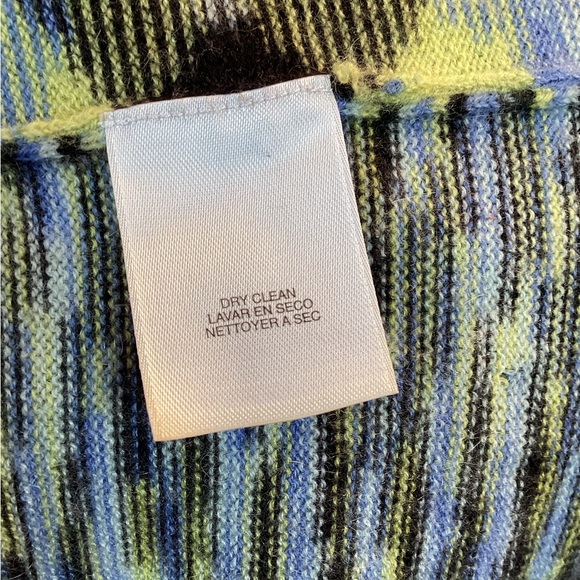 DRY CLEAN
LAVAR EN SECO
NETTOYER A SEC